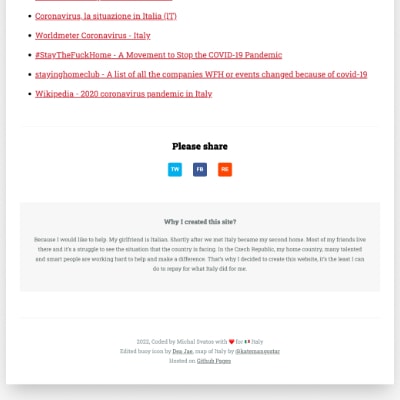 Coronavirus, la situazione in Italia (IT)
Worldmeter Coronavirus - Italy
#StayTheFuckHome - A Movement to Stop the COVID-19 Pandemic
stayinghomeclub - A list of all the companies WFH or events changed because of covid-19
Wikipedia - 2020 coronavirus pandemic in Italy
Please share
TW FB RE
Why I created this site?
Because I would like to help. My girlfriend is Italian. Shortly after we met Italy became my second home. Most of my friends live
there and it's a struggle to see the situation that the country is facing. In the Czech Republic, my home country, many talented
and smart people are working hard to help and make a difference. That's why I decided to create this website, it's the least I can
do to repay for what Italy did for me.
2022, Coded by Michal Svatos with ❤️ for 🇮🇹 Italy
Edited busy icon by Dea Jae, map of Italy by
Hosted on Github Pages